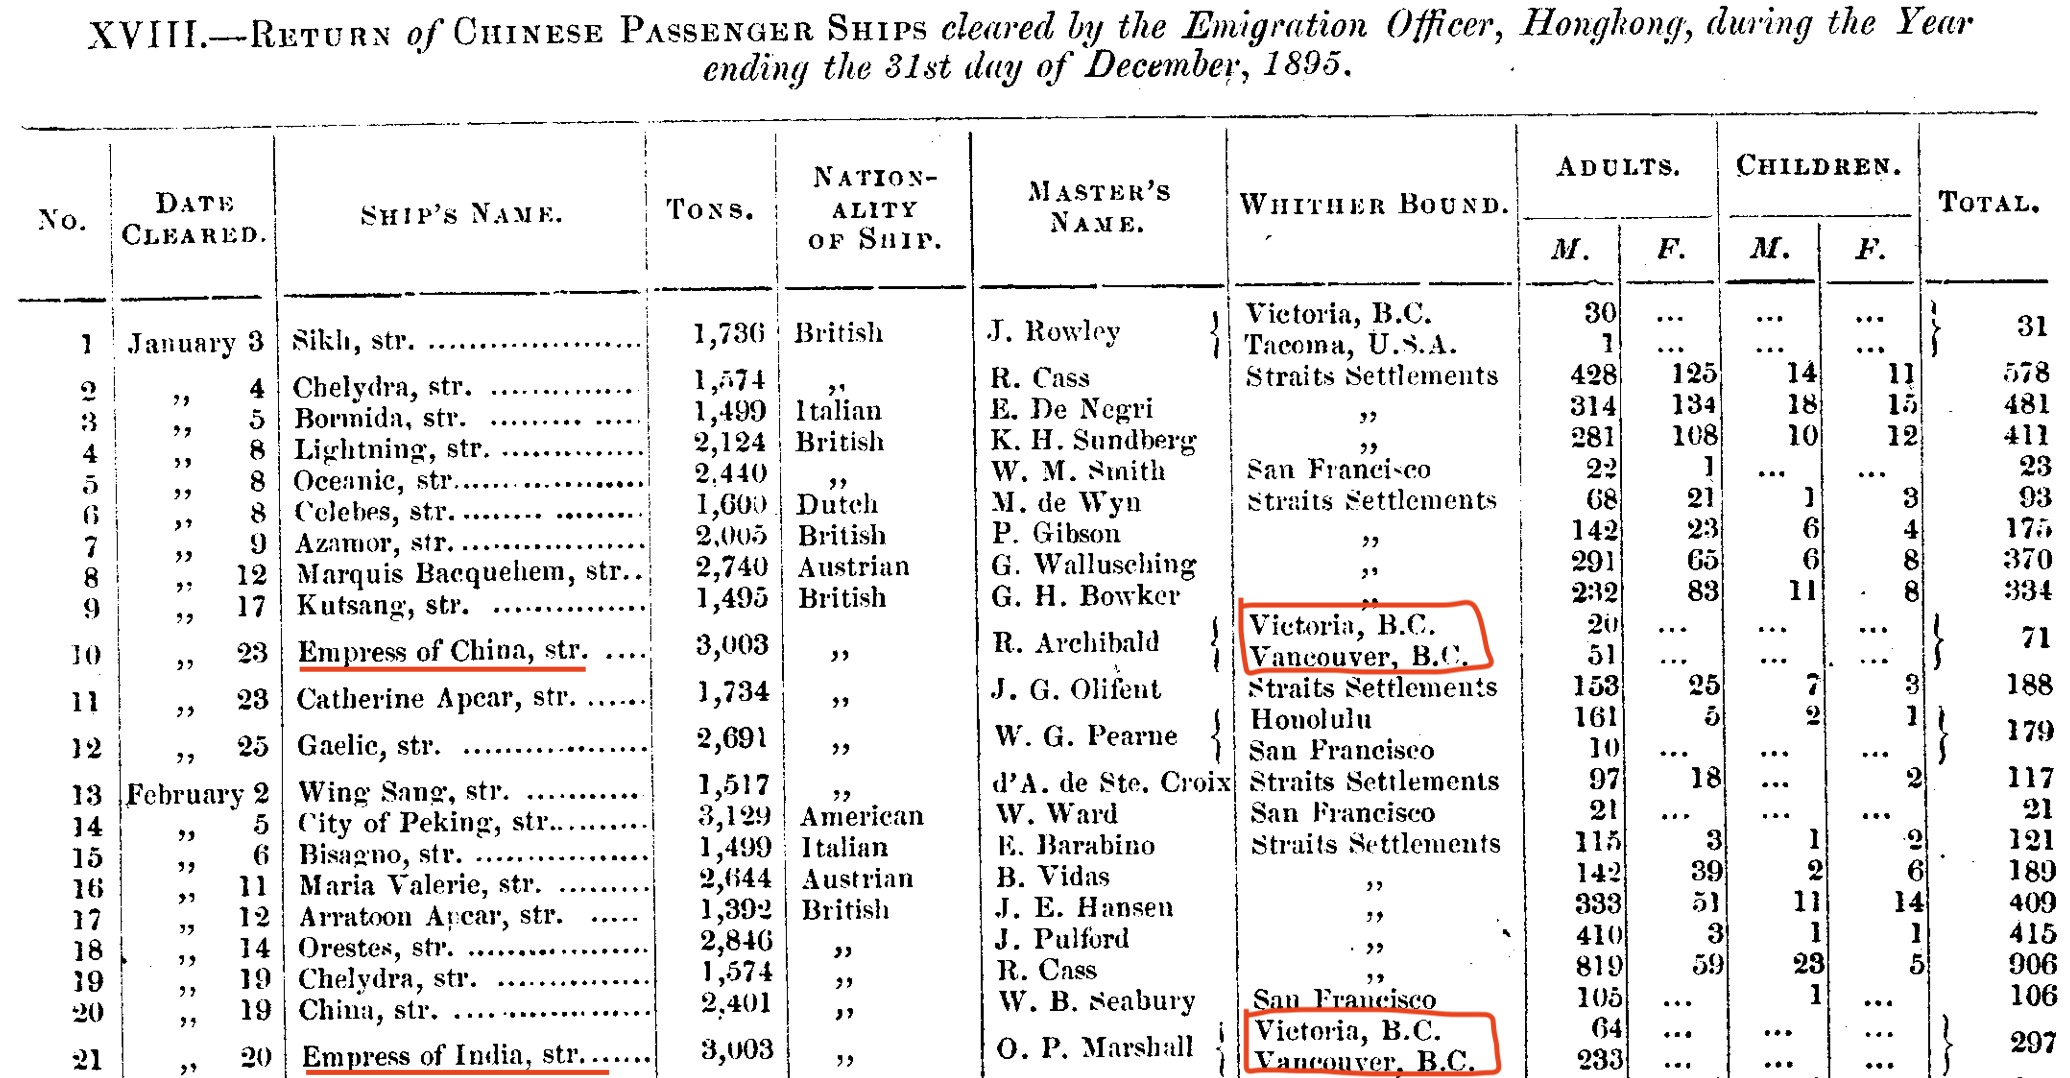 XVIII.—RETURN of CHINESE PASSENGER SHIPS cleared by the Emigration Officer, Hongkong, during the Year
ending the 31st day of December, 1895.
No. DATE CLEARED. SHIP'S NAME. TONS. NATION-ALITY OF SHIP. MASTER'S NAME. WHITHER BOUND. ADULTS. CHILDREN. TOTAL.
M. F. M. F.
1 January 3 Sikh, str. ..................... 1,736 British J. Rowley { Victoria, B.C. 30 ... ... ... } 31
Tacoma, U.S.A. 1 ... ... ...
2 ,, 4 Chelydra, str. .............. 1,574 ,, R. Cass Straits Settlements 428 125 14 11 578
3 ,, 5 Bormida, str. ......... ..... 1,499 Italian E. De Negri ,, 314 134 18 15 481
4 ,, 8 Lightning, str. .............. 2,124 British K. H. Sundberg ,, 281 108 10 12 411
5 ,, 8 Oceanic, str................... 2,440 ,, W. M. Smith San Francisco 22 1 ... ... 23
6 ,, 8 Celebes, str......... ......... 1,600 Dutch M. de Wyn Straits Settlements 68 21 1 3 93
7 ,, 9 Azamor, str................... 2,005 British P. Gibson ,, 142 23 6 4 175
8 ,, 12 Marquis Bacquehem, str.. 2,740 Austrian G. Wallusching ,, 291 65 6 8 370
9 ,, 17 Kutsang, str. ............... 1,495 British G. H. Bowker ,, 232 83 11 8 334
10 ,, 23 Empress of China, str. .... 3,003 ,, R. Archibald { Victoria, B.C. 20 ... ... ... } 71
Vancouver, B.C. 51 ... ... ...
11 ,, 23 Catherine Apcar, str. ...... 1,734 ,, J. G. Olifent Straits Settlements 153 25 7 3 188
12 ,, 25 Gaelic, str. .................. 2,691 ,, W. G. Pearne { Honolulu 161 5 2 1 } 179
San Francisco 10 ... ... ...
13 February 2 Wing Sang, str. ........... 1,517 ,, d'A. de Ste. Croix Straits Settlements 97 18 ... 2 117
14 ,, 5 City of Peking, str.......... 3,129 American W. Ward San Francisco 21 ... ... ... 21
15 ,, 6 Bisagno, str. ................. 1,499 Italian E. Barabino Straits Settlements 115 3 1 2 121
16 ,, 11 Maria Valerie, str. ......... 2,644 Austrian B. Vidas ,, 142 39 2 6 189
17 ,, 12 Arratoon Apcar, str. ..... 1,392 British J. E. Hansen ,, 333 51 11 14 409
18 ,, 14 Orestes, str. .................. 2,846 ,, J. Pulford ,, 410 3 1 1 415
19 ,, 19 Chelydra, str. ............... 1,574 ,, R. Cass ,, 819 59 23 5 906
20 ,, 19 China, str. .................... 2,401 ,, W. B. Seabury San Francisco 105 ... 1 ... 106
21 ,, 20 Empress of India, str....... 3,003 ,, O. P. Marshall { Victoria, B.C. 64 ... ... ... } 297
Vancouver, B.C. 233 ... ... ...